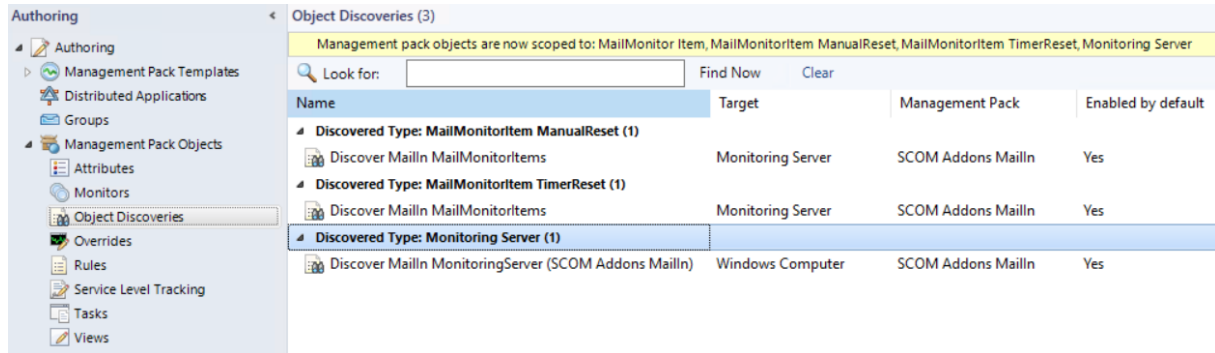 Authoring
Authoring
Management Pack Templates
Distributed Applications
Groups
Management Pack Objects
Attributes
Monitors
Object Discoveries
Overrides
Rules
Service Level Tracking
Tasks
Views
Object Discoveries (3)
Management pack objects are now scoped to: MailMonitor Item, MailMonitorItem ManualReset, MailMonitorItem TimerReset, Monitoring Server
Look for: Find Now Clear
Name Target Management Pack Enabled by default
Discovered Type: MailMonitorItem ManualReset (1)
Discover MailIn MailMonitorItems Monitoring Server SCOM Addons MailIn Yes
Discovered Type: MailMonitorItem TimerReset (1)
Discover MailIn MailMonitorItems Monitoring Server SCOM Addons MailIn Yes
Discovered Type: Monitoring Server (1)
Discover MailIn MonitoringServer (SCOM Addons MailIn) Windows Computer SCOM Addons MailIn Yes